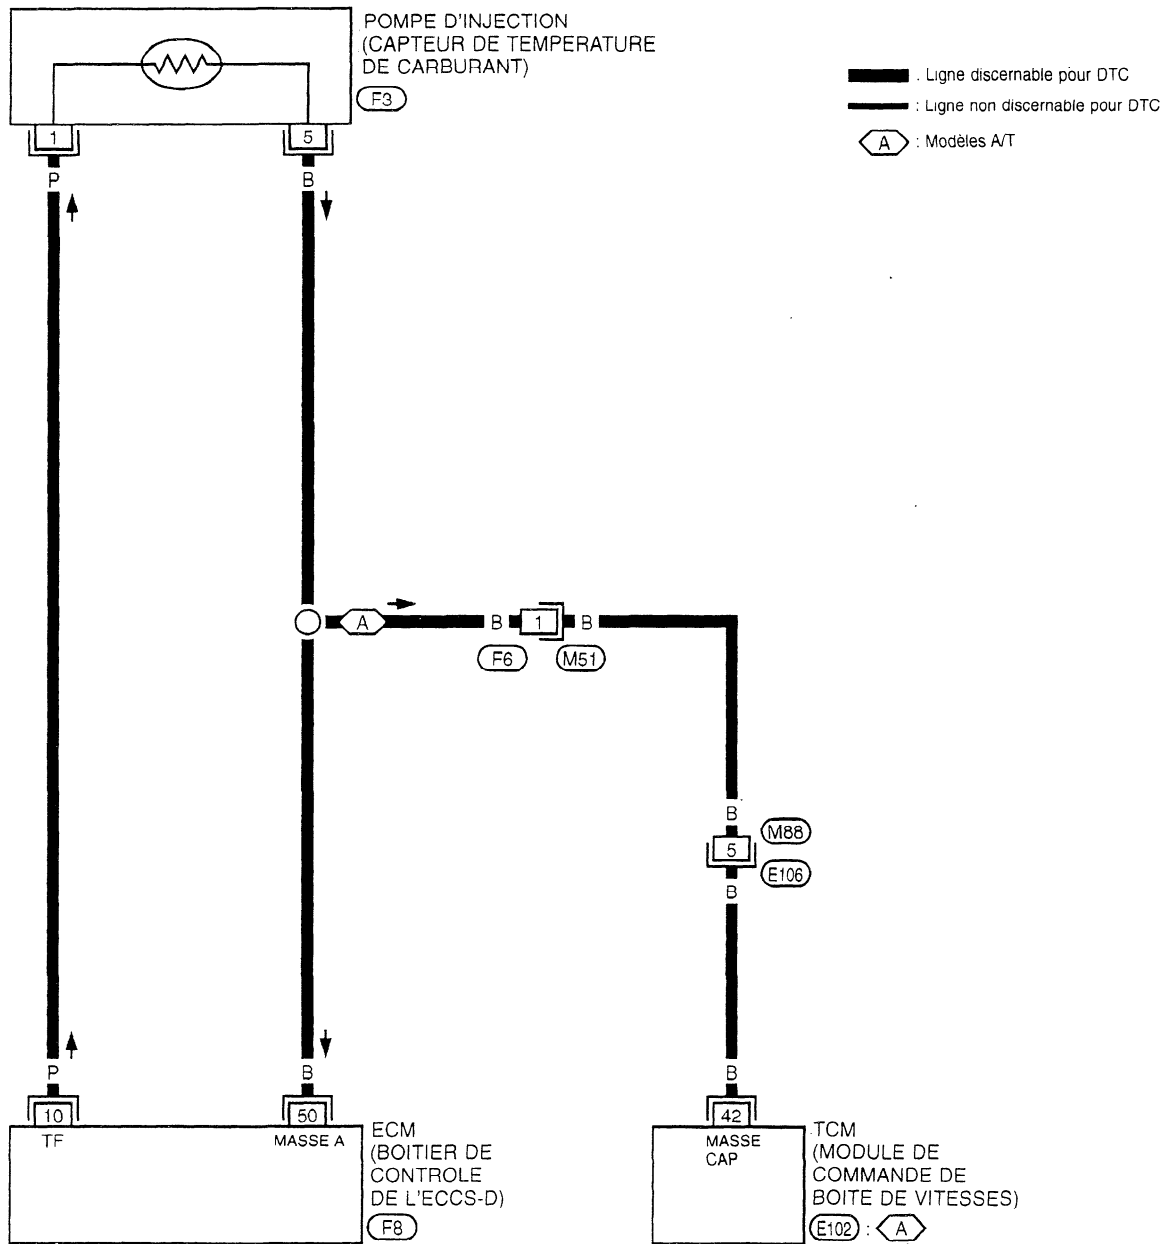 POMPE D'INJECTION
(CAPTEUR DE TEMPERATURE
DE CARBURANT)
F3
: Ligne discernable pour DTC
: Ligne non discernable pour DTC
A : Modèles A/T
1
5
P
B
A
B
1
B
F6
M51
B
M88
5
E106
B
P
B
B
10
50
42
TF
MASSE A
ECM
(BOITIER DE
CONTROLE
DE L'ECCS-D)
F8
MASSE
CAP
TCM
(MODULE DE
COMMANDE DE
BOITE DE VITESSES)
E102 : A